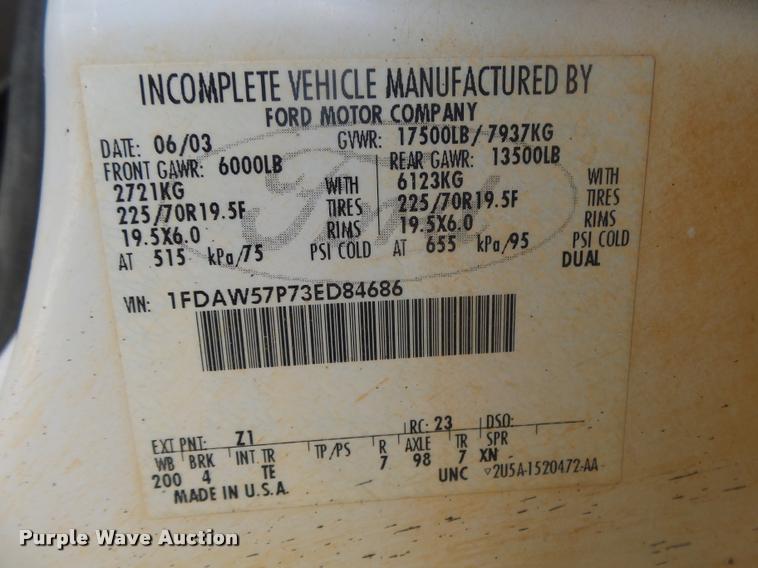 INCOMPLETE VEHICLE MANUFACTURED BY
FORD MOTOR COMPANY
DATE: 06/03 GVWR: 17500LB/7937KG
FRONT GAWR: 6000LB REAR GAWR: 13500LB
2721KG WITH 6123KG WITH
225/70R19.5F TIRES 225/70R19.5F TIRES
19.5X6.0 RIMS 19.5X6.0 RIMS
AT 515 kPa/75 PSI COLD AT 655 kPa/95 PSI COLD
DUAL
Ford
VIN: 1FDAW57P73ED84686
EXT PNT: Z1 RC: 23 DSO:
WB BRK INT TR TP/PS R AXLE TR SPR
200 4 TE 7 98 7 XN
MADE IN U.S.A. UNC ▽2U5A-1520472-AA
Purple Wave Auction